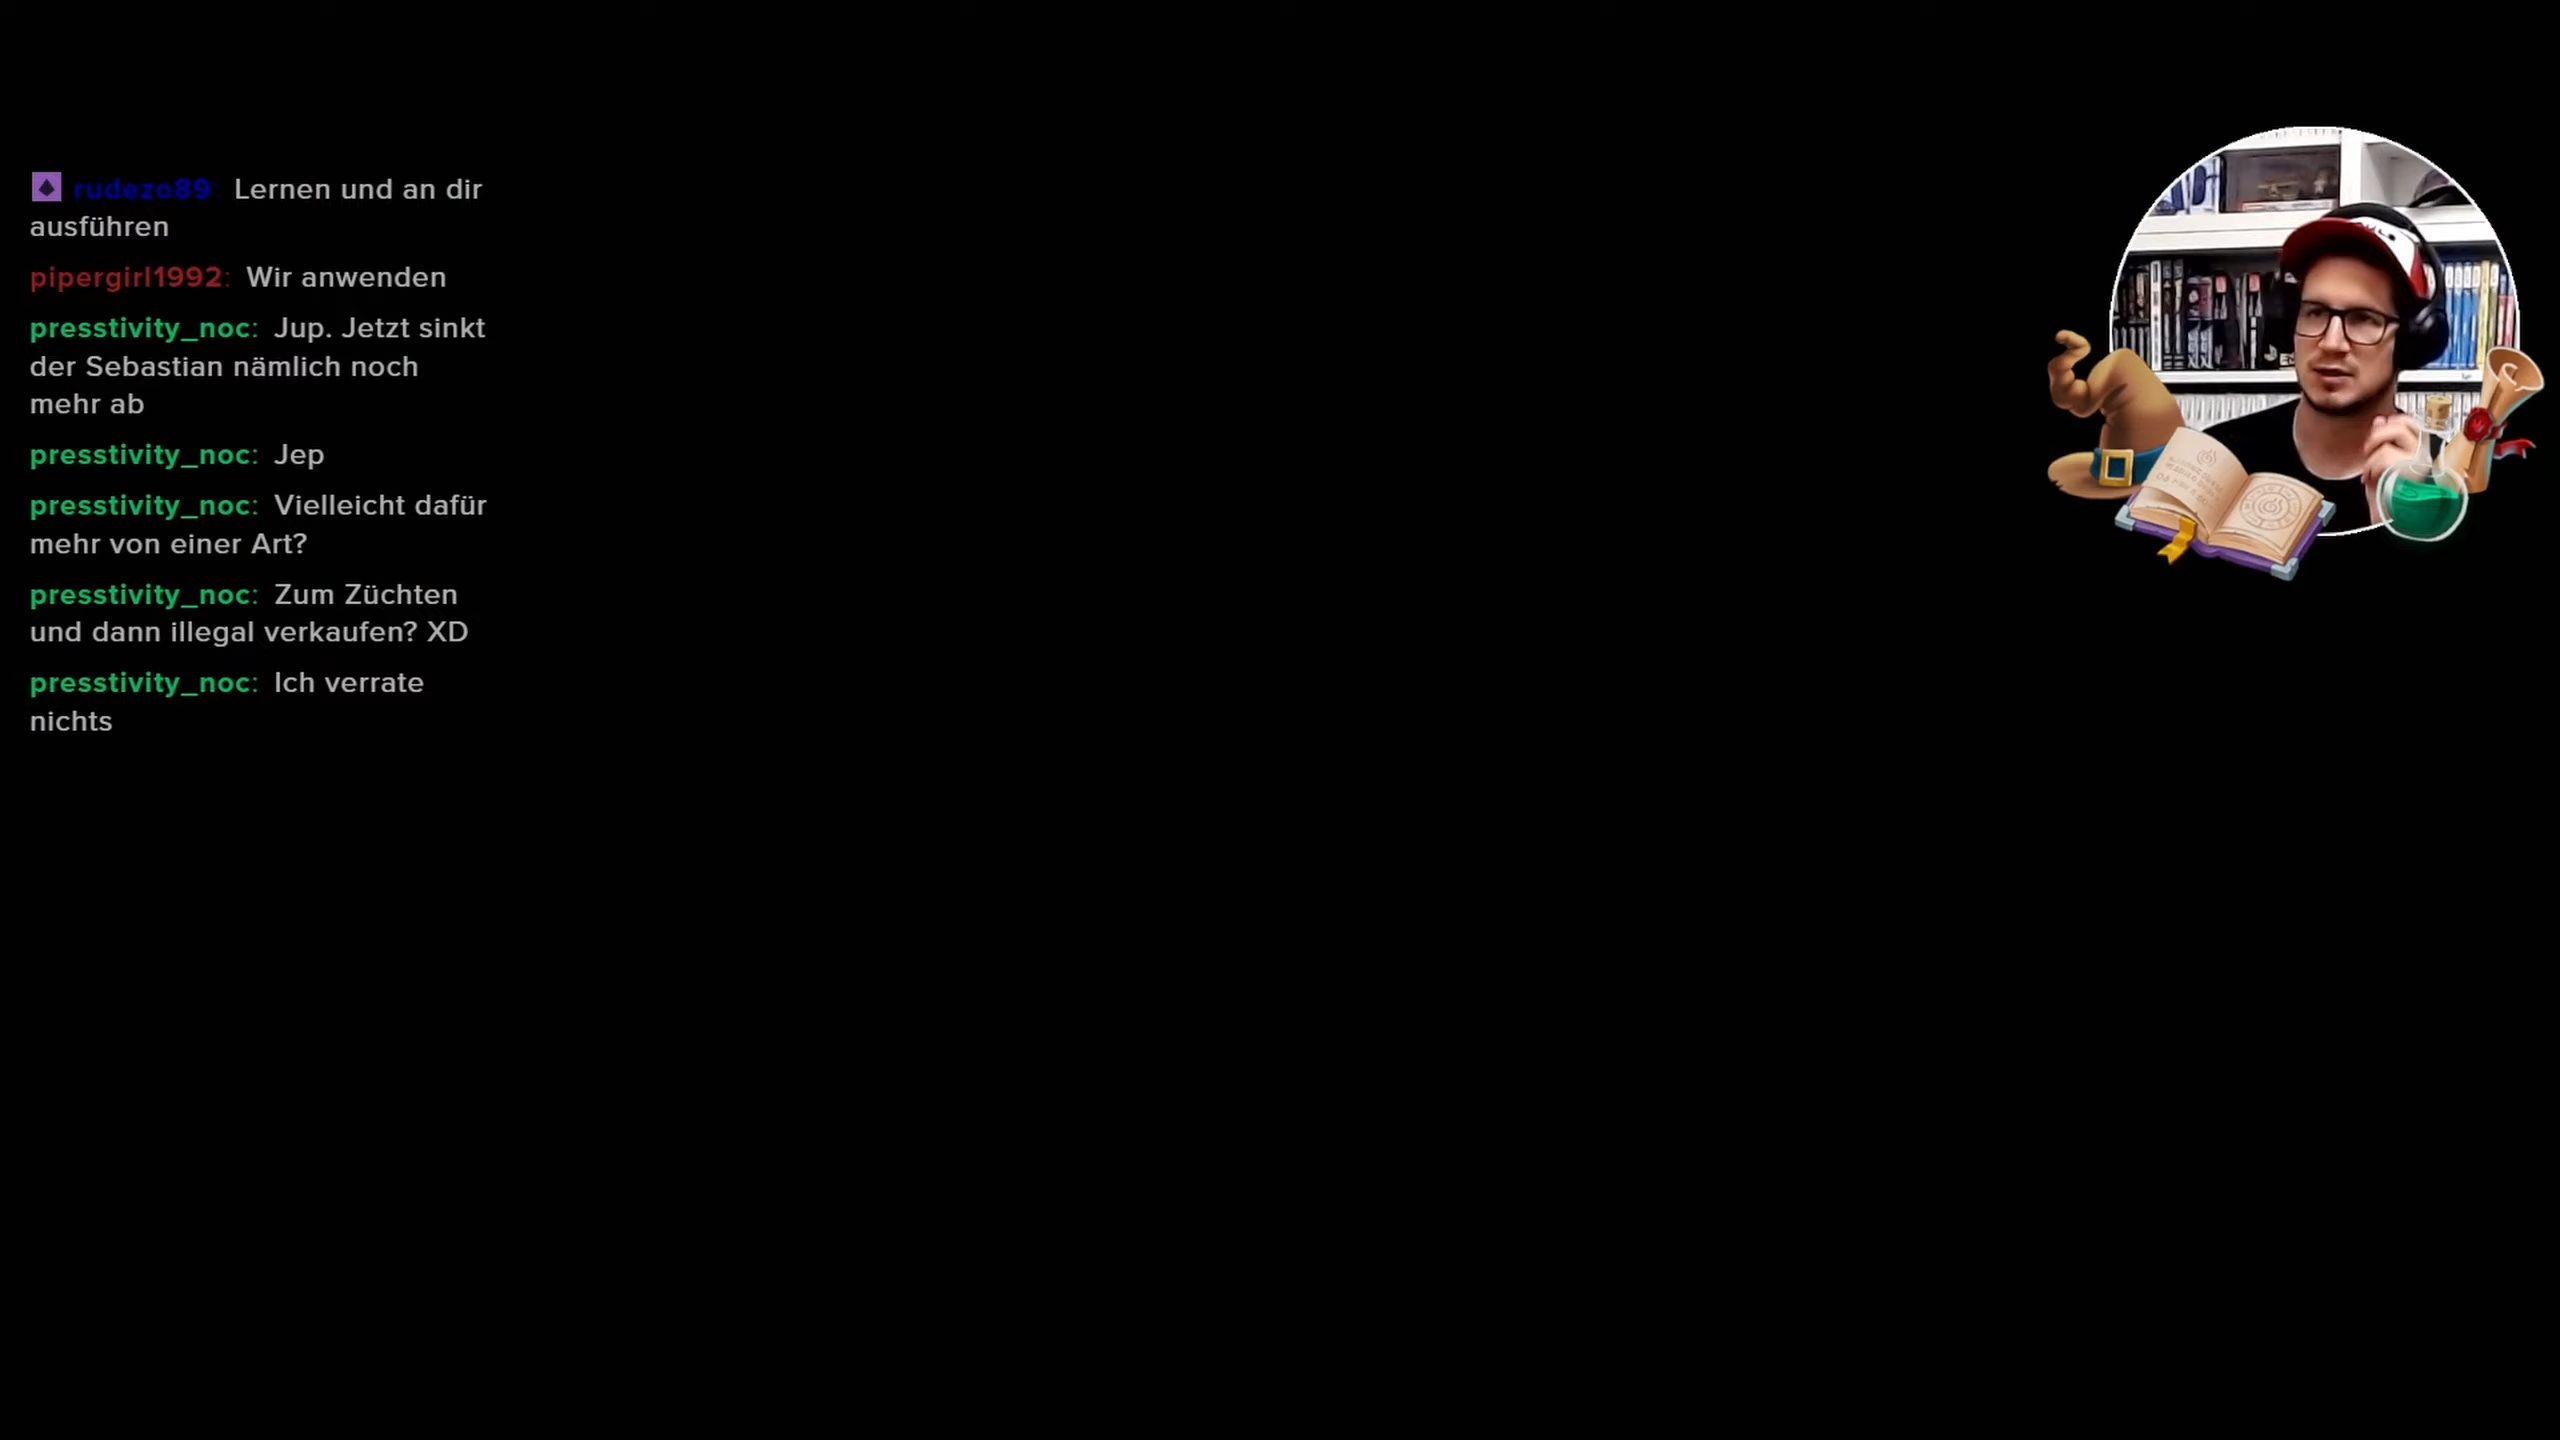 rudezo89: Lernen und an dir
ausführen
pipergirl1992: Wir anwenden
presstivity_noc: Jup. Jetzt sinkt
der Sebastian nämlich noch
mehr ab
presstivity_noc: Jep
presstivity_noc: Vielleicht dafür
mehr von einer Art?
presstivity_noc: Zum Züchten
und dann illegal verkaufen? XD
presstivity_noc: Ich verrate
nichts